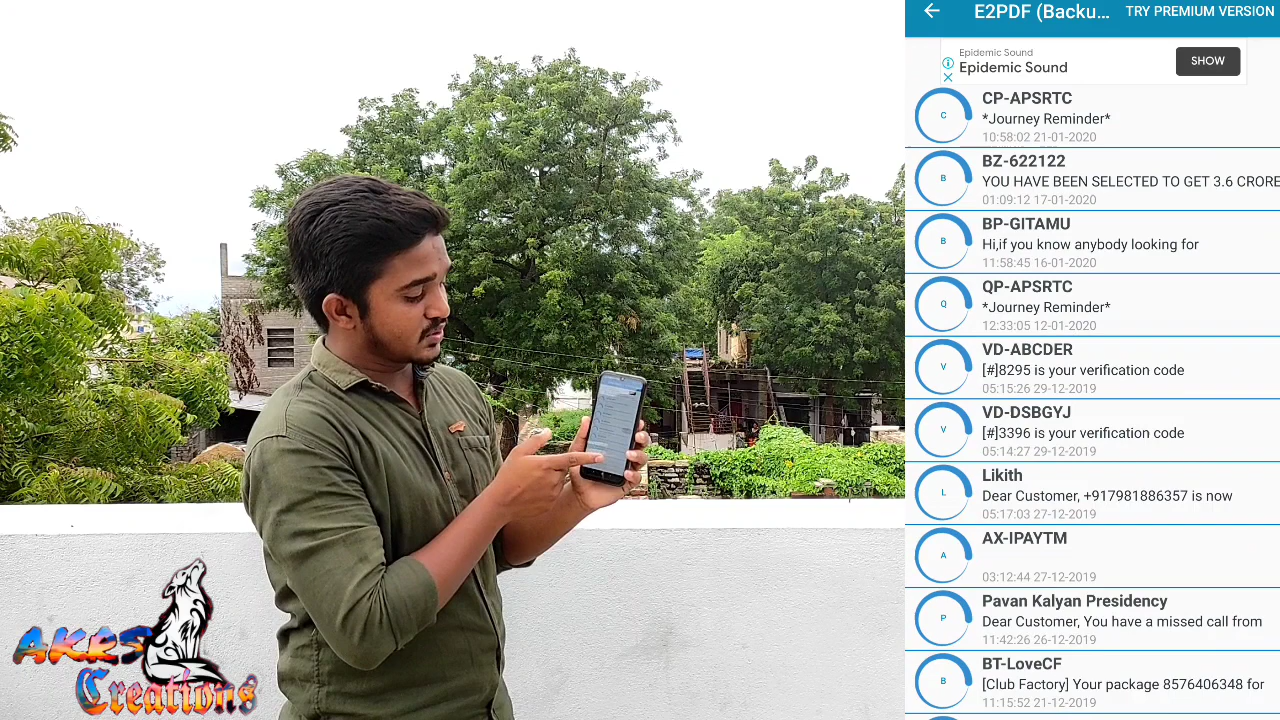 E2PDF (Backu... TRY PREMIUM VERSION
Epidemic Sound
Epidemic Sound
SHOW
C
CP-APSRTC
*Journey Reminder*
10:58:02 21-01-2020
B
BZ-622122
YOU HAVE BEEN SELECTED TO GET 3.6 CRORE
01:09:12 17-01-2020
B
BP-GITAMU
Hi,if you know anybody looking for
11:58:45 16-01-2020
Q
QP-APSRTC
*Journey Reminder*
12:33:05 12-01-2020
V
VD-ABCDER
[#]8295 is your verification code
05:15:26 29-12-2019
V
VD-DSBGYJ
[#]3396 is your verification code
05:14:27 29-12-2019
L
Likith
Dear Customer, +917981886357 is now
05:17:03 27-12-2019
A
AX-IPAYTM
03:12:44 27-12-2019
P
Pavan Kalyan Presidency
Dear Customer, You have a missed call from
11:42:26 26-12-2019
B
BT-LoveCF
[Club Factory] Your package 8576406348 for
11:15:52 21-12-2019
AKRS
Creations